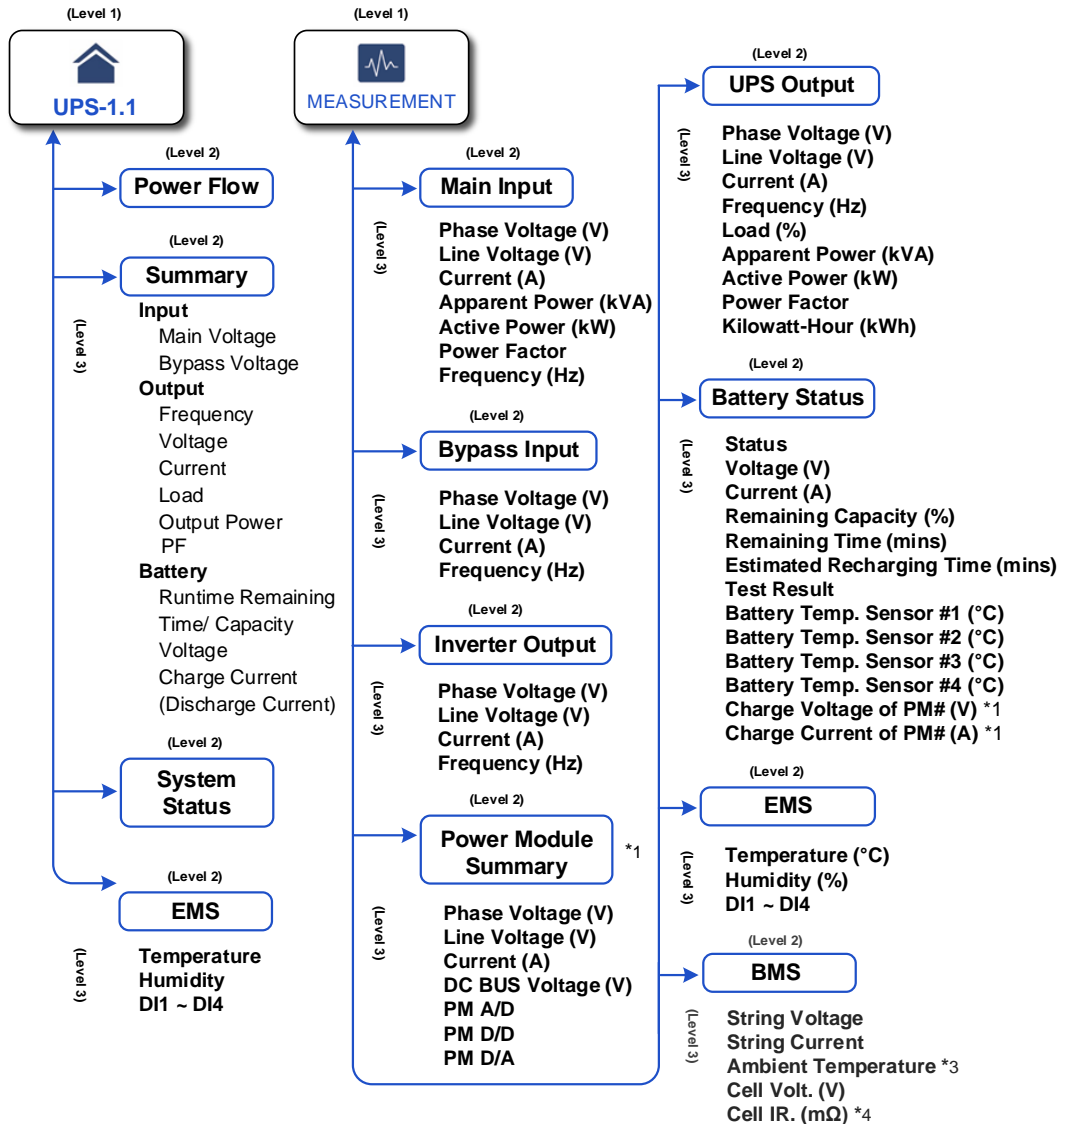 (Level 1)
UPS-1.1
(Level 2)
Power Flow
(Level 2)
Summary
(Level 3)
Input
Main Voltage
Bypass Voltage
Output
Frequency
Voltage
Current
Load
Output Power
PF
Battery
Runtime Remaining
Time/ Capacity
Voltage
Charge Current
(Discharge Current)
(Level 2)
System
Status
(Level 2)
EMS
(Level 3)
Temperature
Humidity
DI1 ~ DI4
(Level 1)
MEASUREMENT
(Level 2)
Main Input
(Level 3)
Phase Voltage (V)
Line Voltage (V)
Current (A)
Apparent Power (kVA)
Active Power (kW)
Power Factor
Frequency (Hz)
(Level 2)
Bypass Input
(Level 3)
Phase Voltage (V)
Line Voltage (V)
Current (A)
Frequency (Hz)
(Level 2)
Inverter Output
(Level 3)
Phase Voltage (V)
Line Voltage (V)
Current (A)
Frequency (Hz)
(Level 2)
Power Module
Summary
*1
(Level 3)
Phase Voltage (V)
Line Voltage (V)
Current (A)
DC BUS Voltage (V)
PM A/D
PM D/D
PM D/A
(Level 2)
UPS Output
(Level 3)
Phase Voltage (V)
Line Voltage (V)
Current (A)
Frequency (Hz)
Load (%)
Apparent Power (kVA)
Active Power (kW)
Power Factor
Kilowatt-Hour (kWh)
(Level 2)
Battery Status
(Level 3)
Status
Voltage (V)
Current (A)
Remaining Capacity (%)
Remaining Time (mins)
Estimated Recharging Time (mins)
Test Result
Battery Temp. Sensor #1 (°C)
Battery Temp. Sensor #2 (°C)
Battery Temp. Sensor #3 (°C)
Battery Temp. Sensor #4 (°C)
Charge Voltage of PM# (V) *1
Charge Current of PM# (A) *1
(Level 2)
EMS
(Level 3)
Temperature (°C)
Humidity (%)
DI1 ~ DI4
(Level 2)
BMS
(Level 3)
String Voltage
String Current
Ambient Temperature *3
Cell Volt. (V)
Cell IR. (mΩ) *4